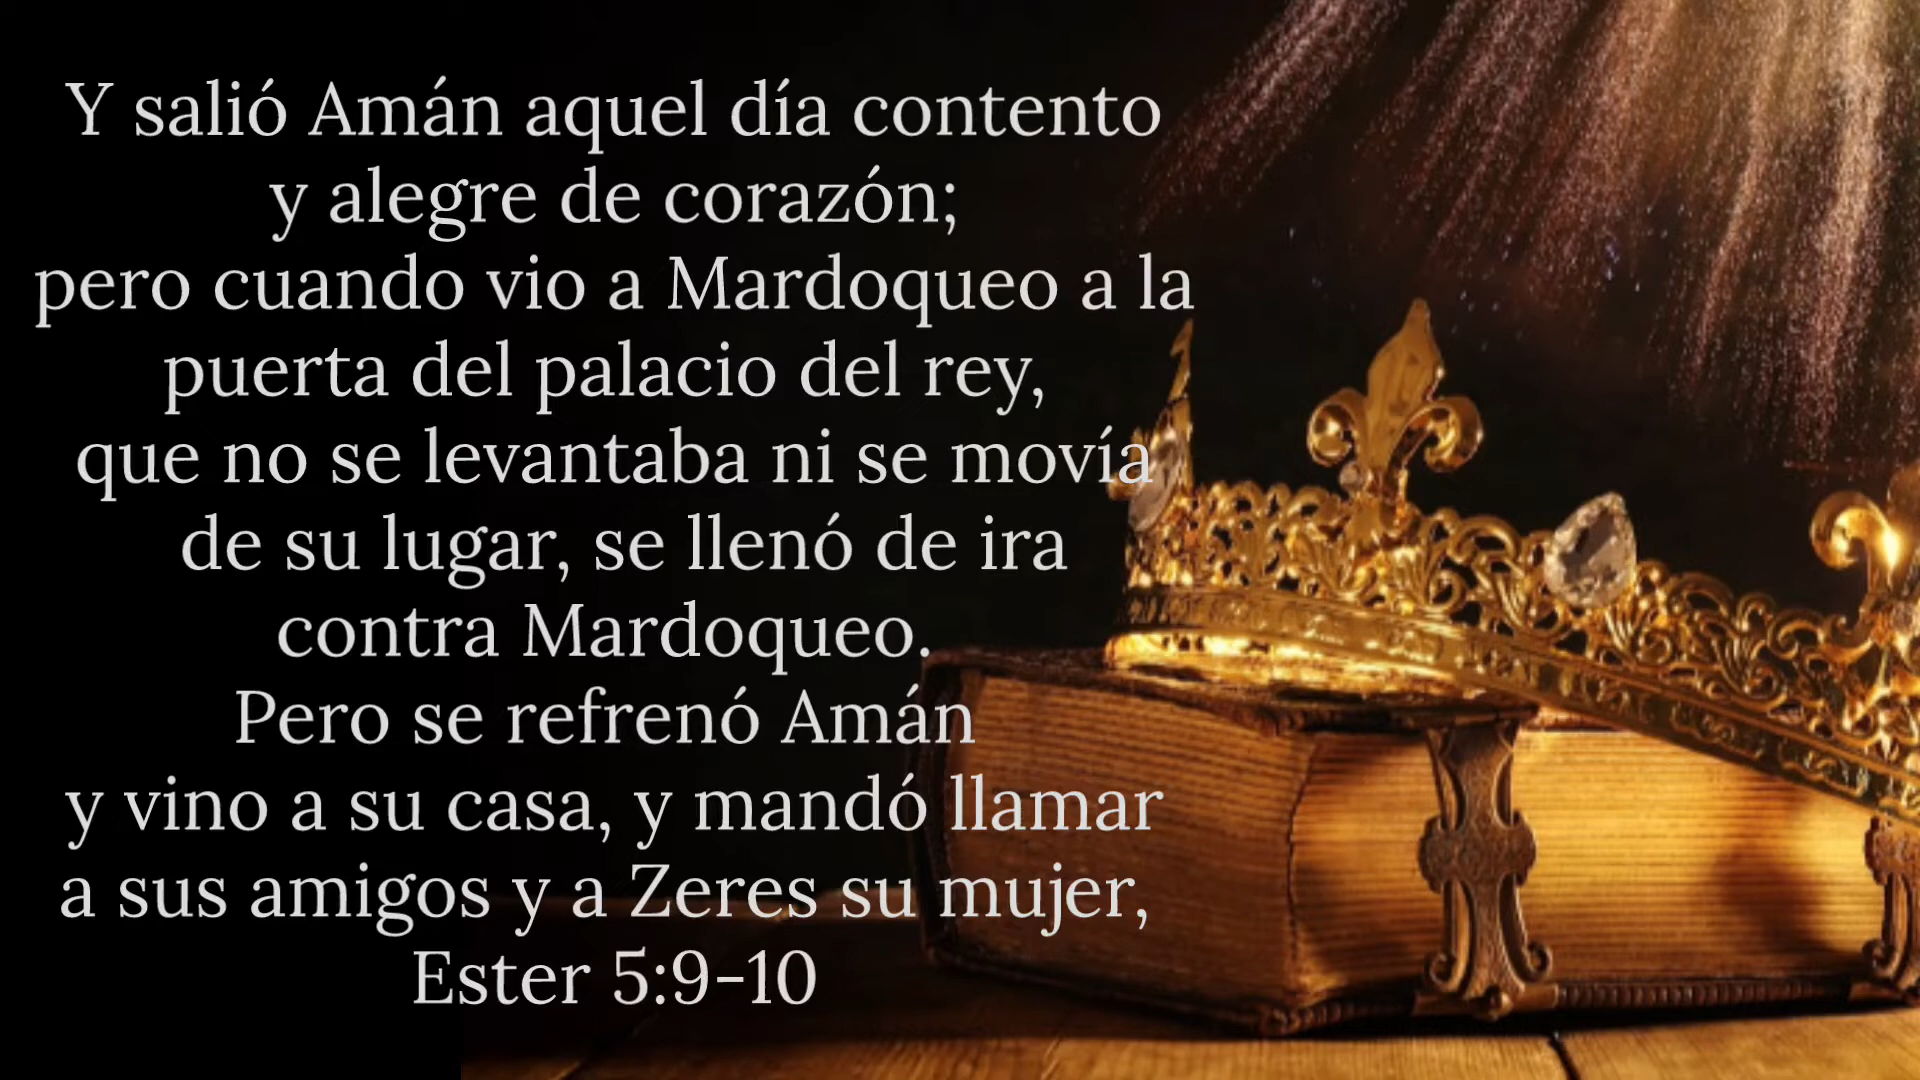 Y salió Amán aquel día contento
y alegre de corazón;
pero cuando vio a Mardoqueo a la
puerta del palacio del rey,
que no se levantaba ni se movía
de su lugar, se llenó de ira
contra Mardoqueo.
Pero se refrenó Amán
y vino a su casa, y mandó llamar
a sus amigos y a Zeres su mujer,
Ester 5:9-10